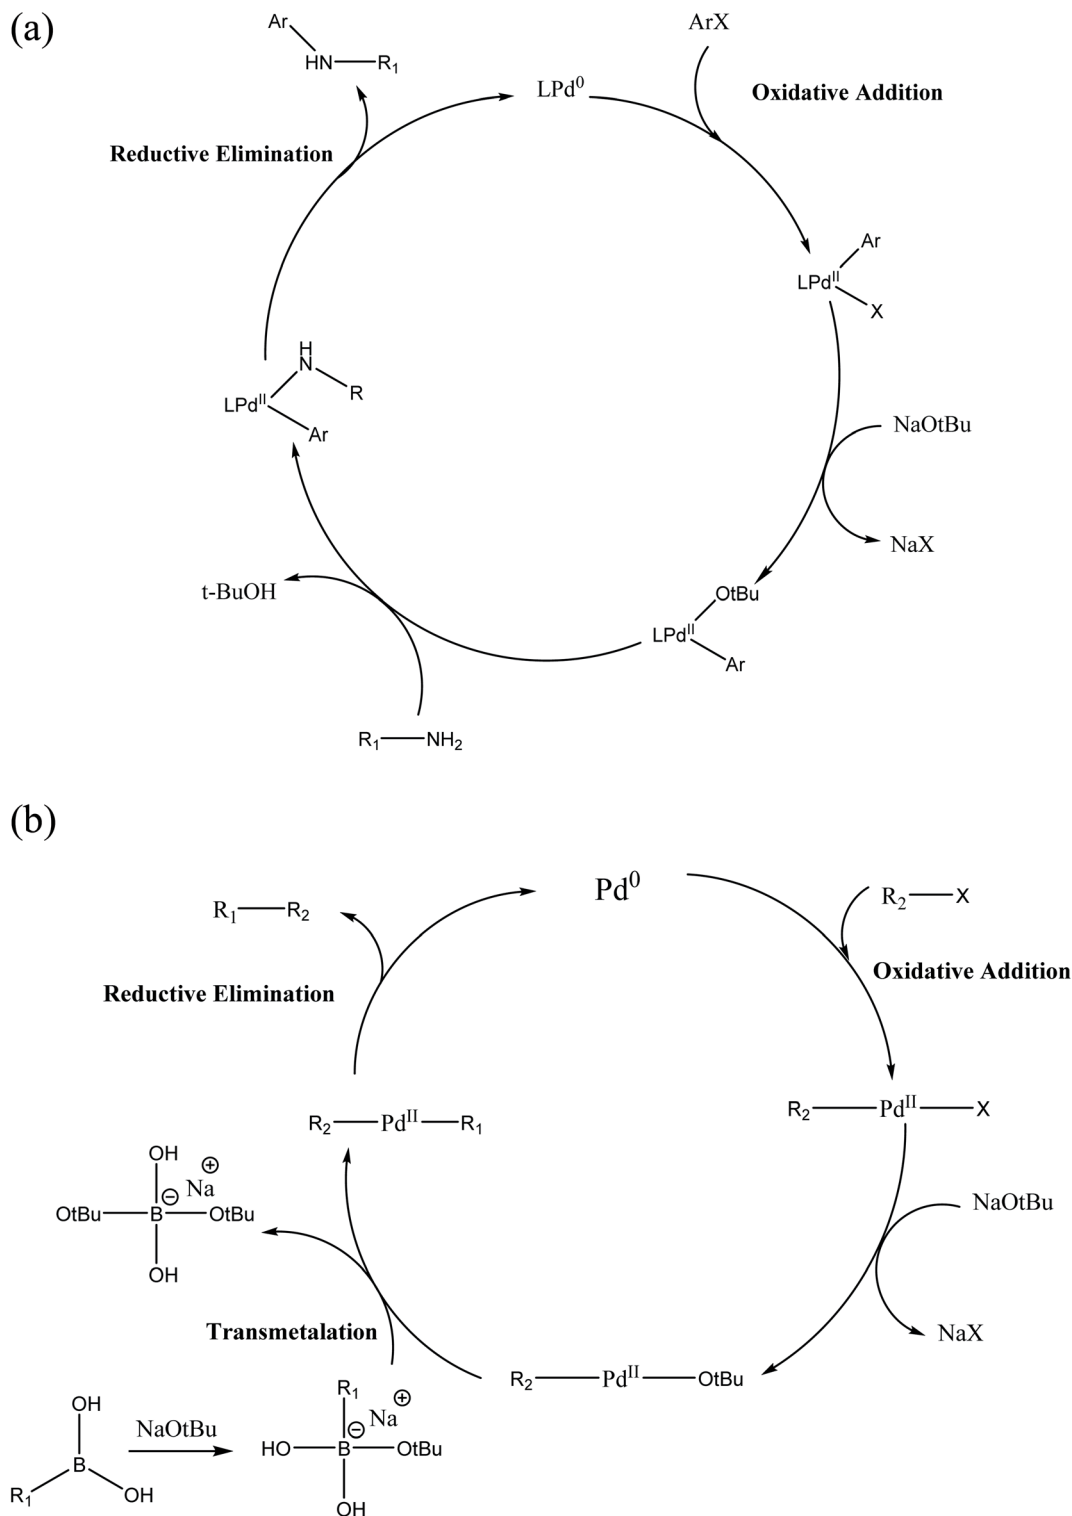 (a)
Ar
HN—R₁
LPd⁰
ArX
Oxidative Addition
Reductive Elimination
Ar
LPdᴵᴵ
X
H
N
R
LPdᴵᴵ
Ar
NaOtBu
NaX
t-BuOH
OtBu
LPdᴵᴵ
Ar
R₁—NH₂
(b)
Pd⁰
R₂—X
R₁—R₂
Oxidative Addition
Reductive Elimination
R₂—Pdᴵᴵ—X
R₂—Pdᴵᴵ—R₁
OH
Na⊕
OtBu—B⊖—OtBu
OH
NaOtBu
NaX
Transmetalation
R₂—Pdᴵᴵ—OtBu
R₁
Na⊕
HO—B⊖—OtBu
OH
OH
NaOtBu
B
R₁
OH